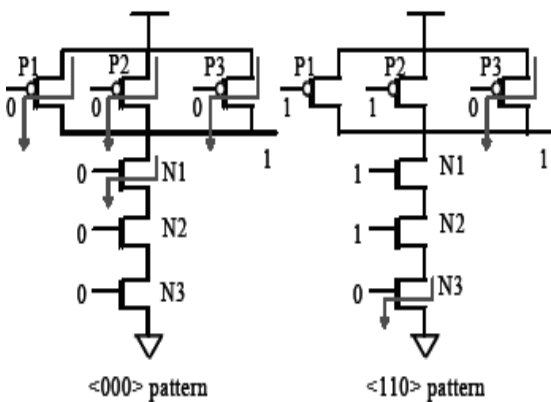 P1 P2 P3 P1 P2 P3
0 0 0 1 1 0
1 1
0 N1 1 N1
0 N2 1 N2
0 N3 0 N3
<000> pattern <110> pattern